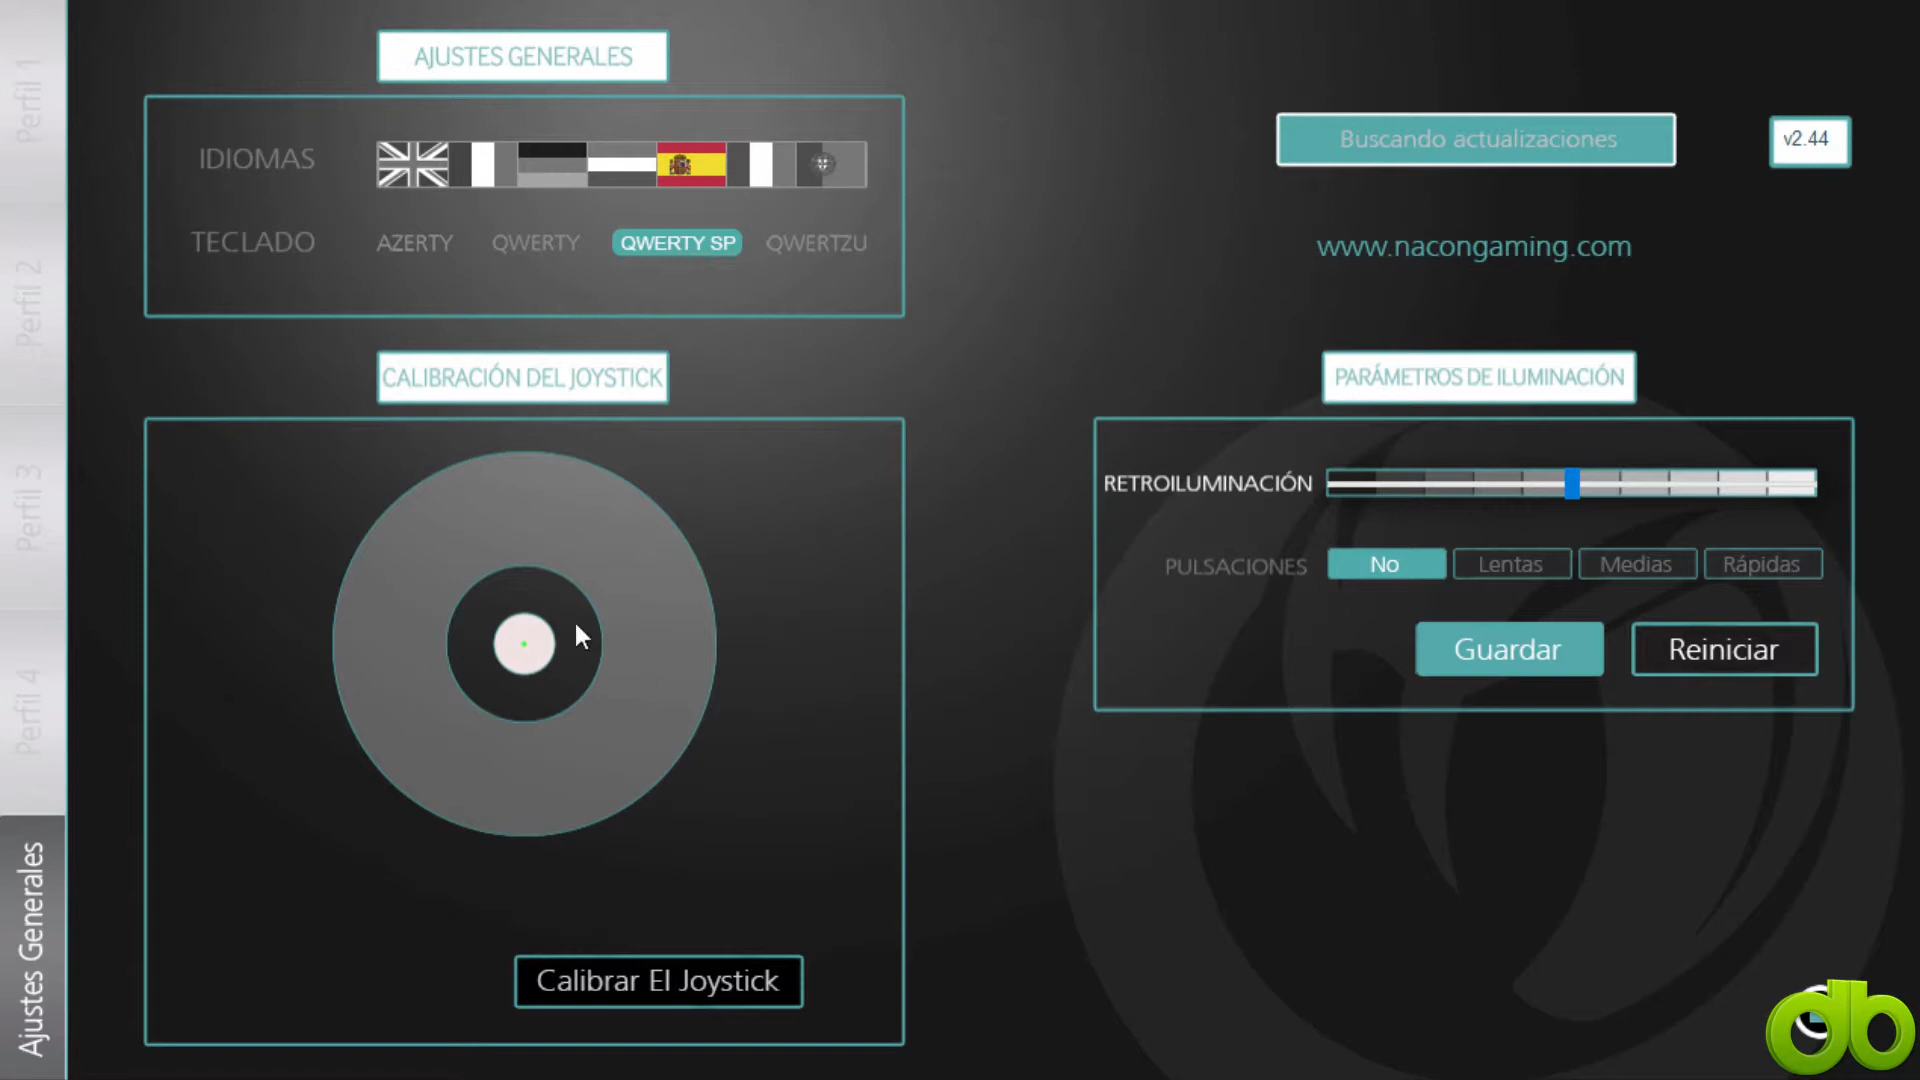 AJUSTES GENERALES
IDIOMAS
TECLADO AZERTY QWERTY QWERTY SP QWERTZU
Buscando actualizaciones v2.44
www.nacongaming.com
CALIBRACIÓN DEL JOYSTICK
Calibrar El Joystick
PARÁMETROS DE ILUMINACIÓN
RETROILUMINACIÓN
PULSACIONES No Lentas Medias Rápidas
Guardar Reiniciar
Perfil 1
Perfil 2
Perfil 3
Perfil 4
Ajustes Generales
db